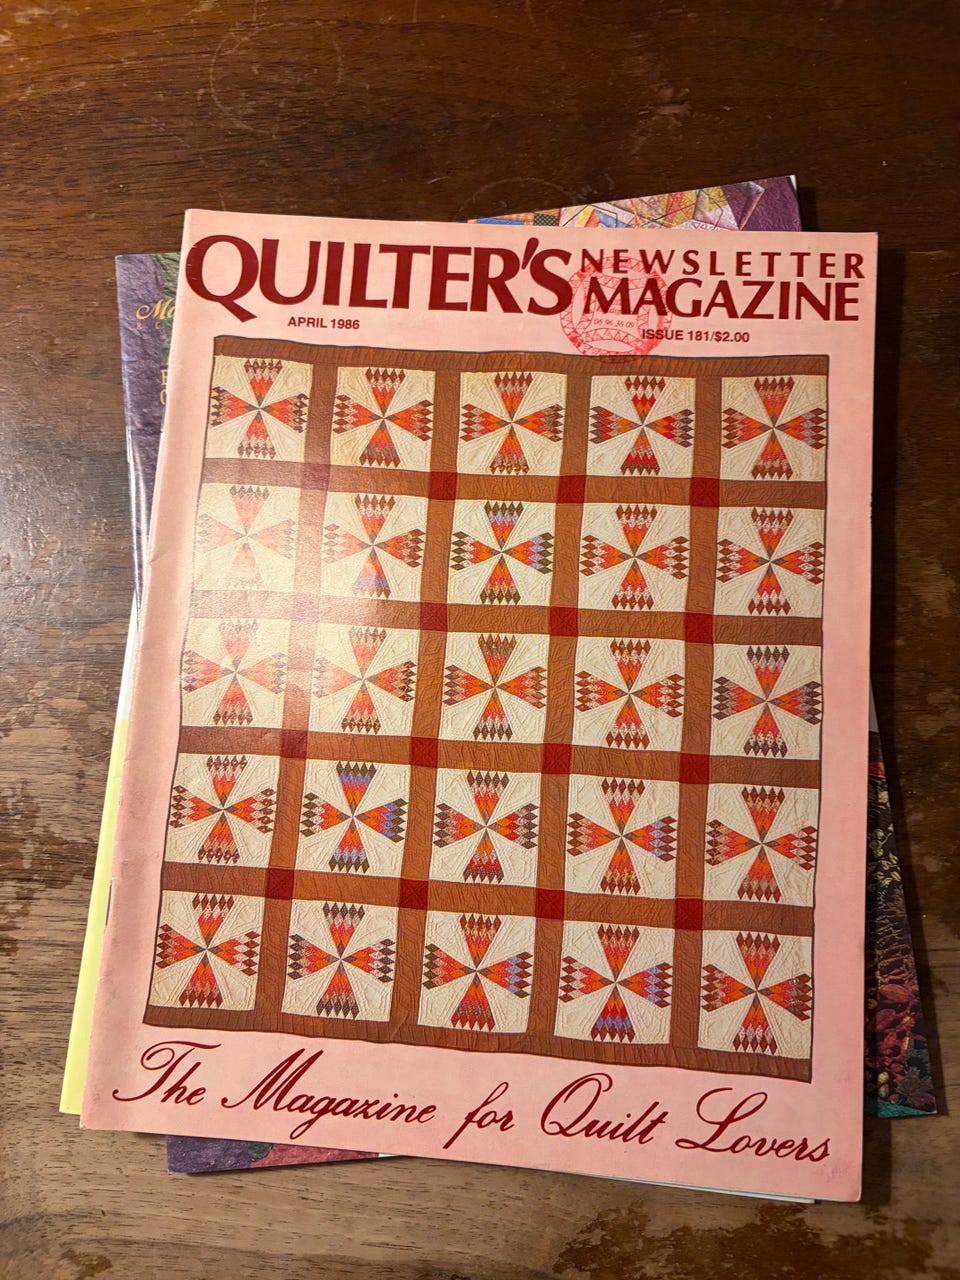 QUILTER'S NEWSLETTER MAGAZINE
APRIL 1986
ISSUE 181/$2.00
The Magazine for Quilt Lovers